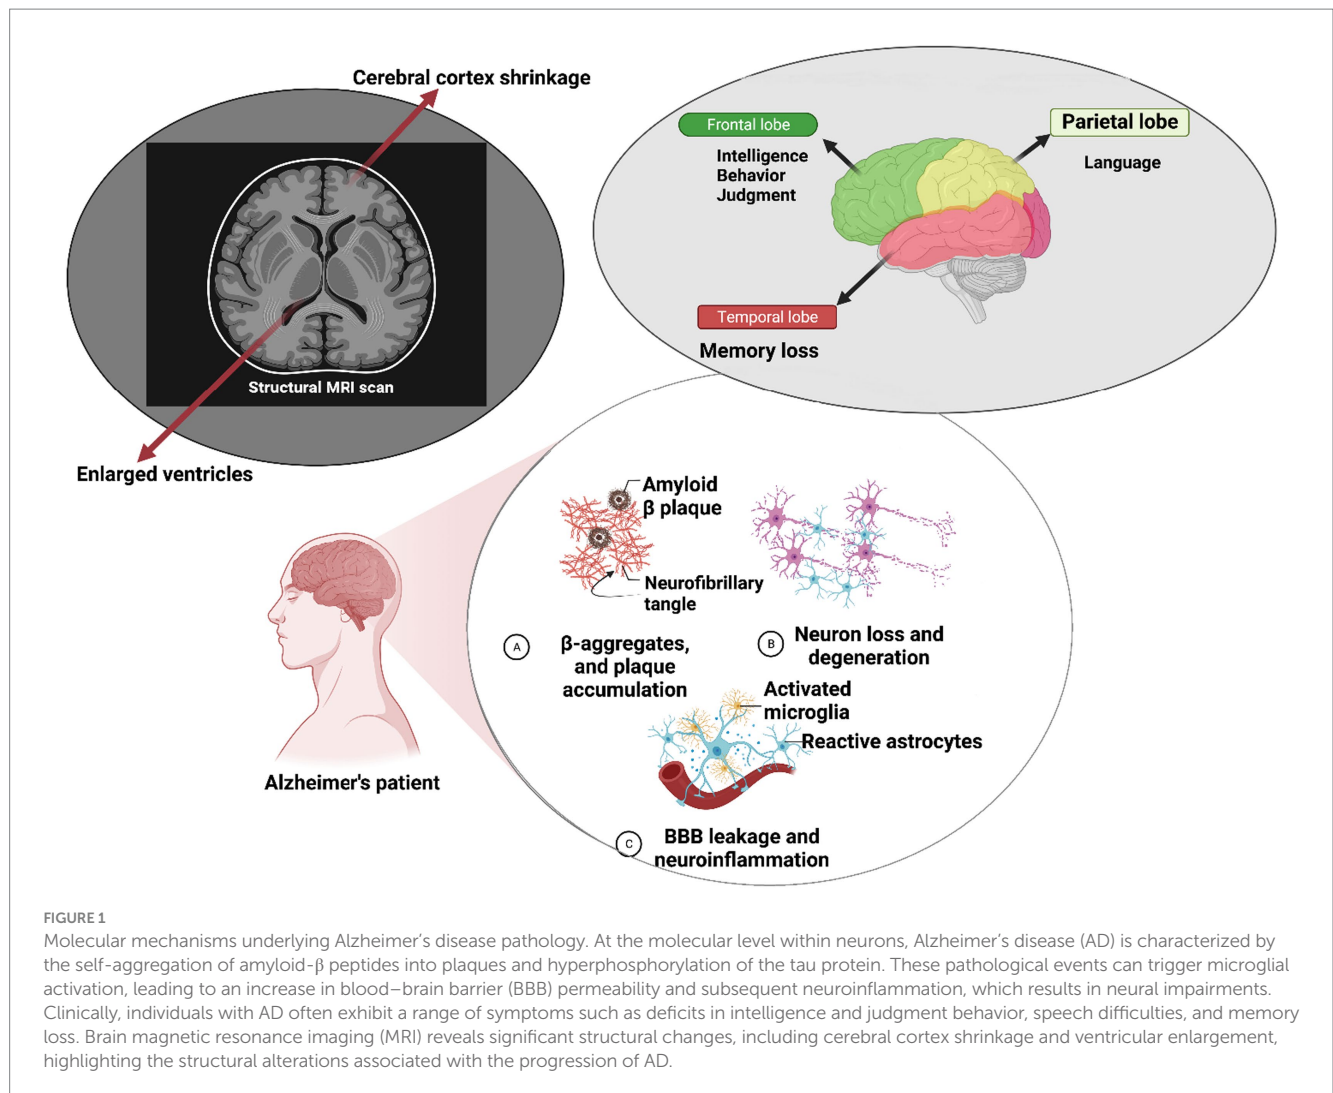 Cerebral cortex shrinkage
Structural MRI scan
Enlarged ventricles
Frontal lobe
Intelligence
Behavior
Judgment
Parietal lobe
Language
Temporal lobe
Memory loss
Alzheimer's patient
Amyloid
β plaque
Neurofibrillary
tangle
A
β-aggregates,
and plaque
accumulation
B
Neuron loss and
degeneration
Activated
microglia
Reactive astrocytes
C
BBB leakage and
neuroinflammation
FIGURE 1
Molecular mechanisms underlying Alzheimer's disease pathology. At the molecular level within neurons, Alzheimer's disease (AD) is characterized by
the self-aggregation of amyloid-β peptides into plaques and hyperphosphorylation of the tau protein. These pathological events can trigger microglial
activation, leading to an increase in blood–brain barrier (BBB) permeability and subsequent neuroinflammation, which results in neural impairments.
Clinically, individuals with AD often exhibit a range of symptoms such as deficits in intelligence and judgment behavior, speech difficulties, and memory
loss. Brain magnetic resonance imaging (MRI) reveals significant structural changes, including cerebral cortex shrinkage and ventricular enlargement,
highlighting the structural alterations associated with the progression of AD.